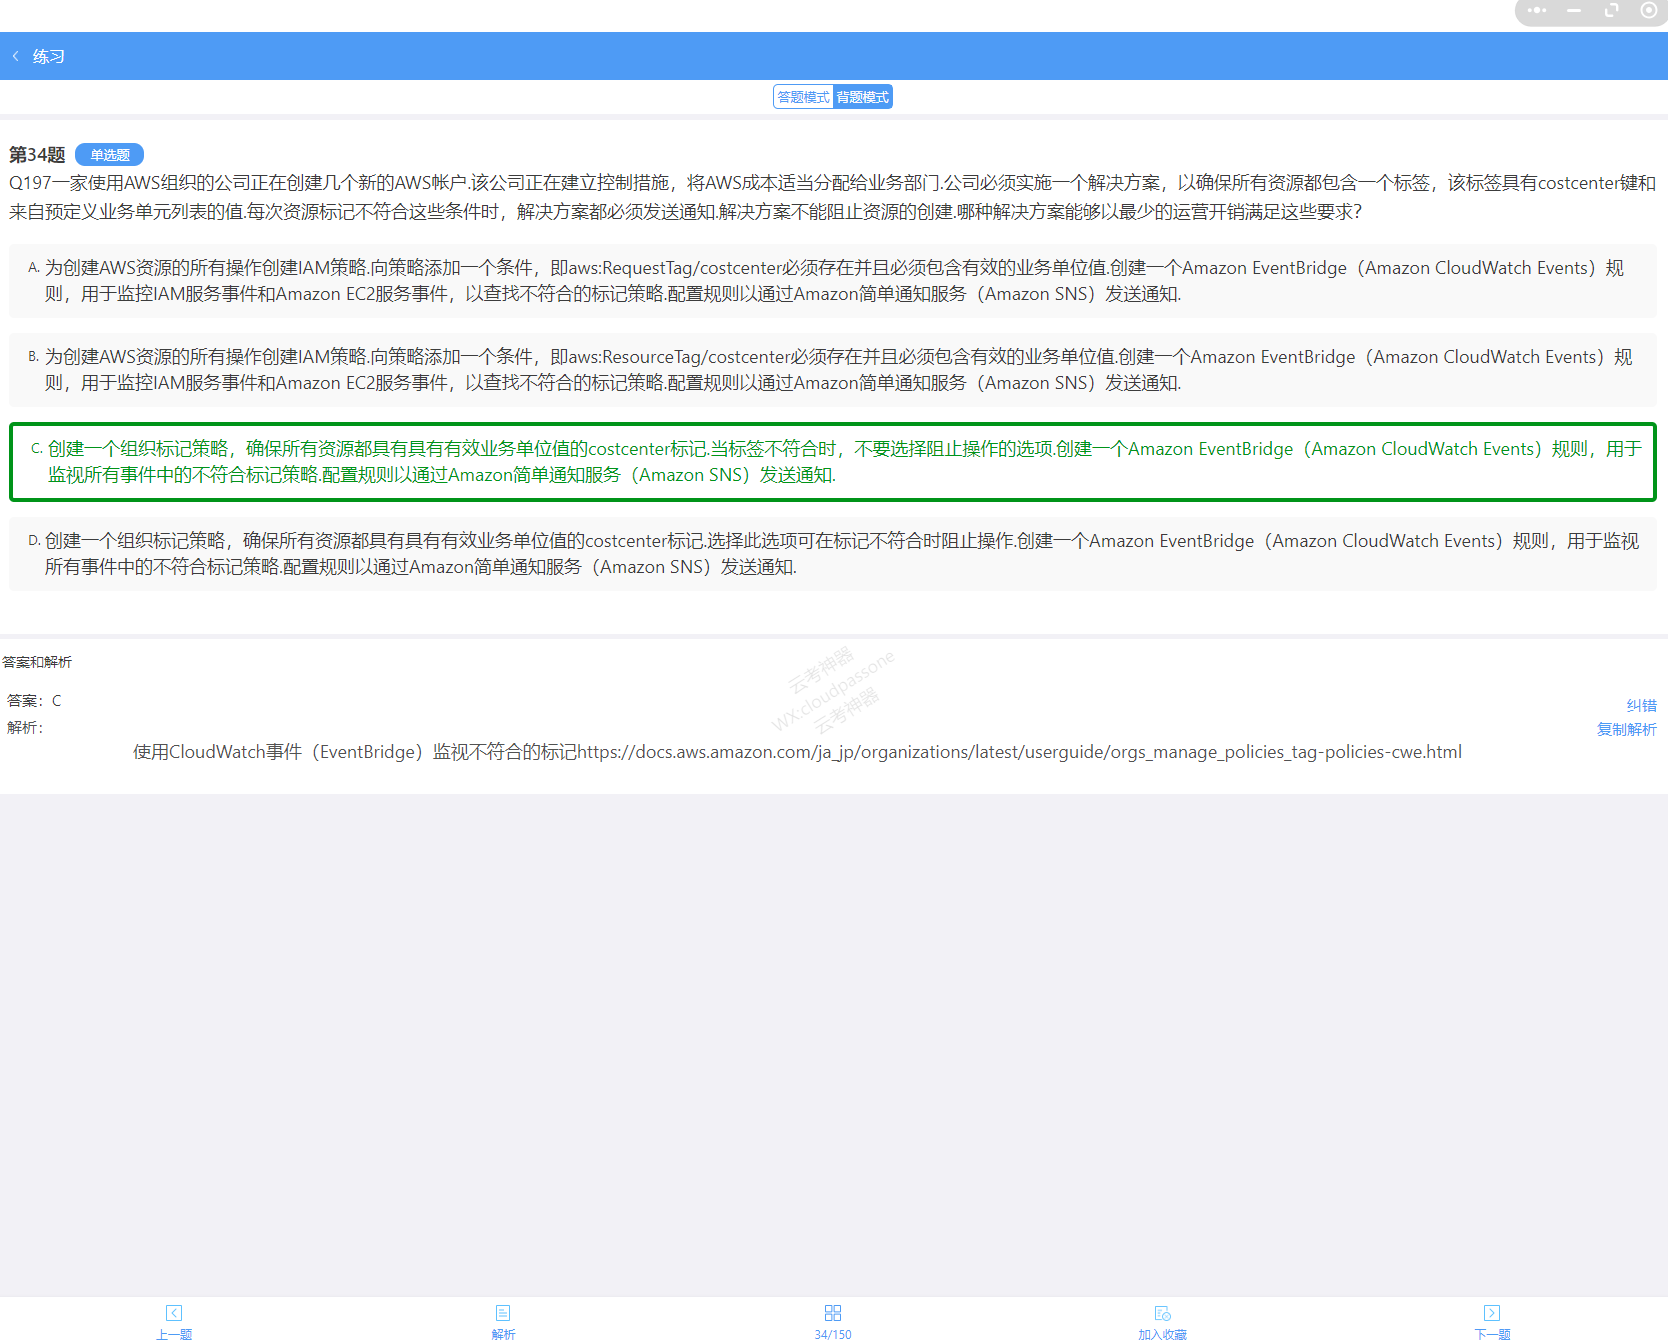 练习
答题模式 背题模式
第34题 单选题
Q197一家使用AWS组织的公司正在创建几个新的AWS帐户.该公司正在建立控制措施，将AWS成本适当分配给业务部门.公司必须实施一个解决方案，以确保所有资源都包含一个标签，该标签具有costcenter键和
来自预定义业务单元列表的值.每次资源标记不符合这些条件时，解决方案都必须发送通知.解决方案不能阻止资源的创建.哪种解决方案能够以最少的运营开销满足这些要求？
A. 为创建AWS资源的所有操作创建IAM策略.向策略添加一个条件，即aws:RequestTag/costcenter必须存在并且必须包含有效的业务单位值.创建一个Amazon EventBridge（Amazon CloudWatch Events）规
则，用于监控IAM服务事件和Amazon EC2服务事件，以查找不符合的标记策略.配置规则以通过Amazon简单通知服务（Amazon SNS）发送通知.
B. 为创建AWS资源的所有操作创建IAM策略.向策略添加一个条件，即aws:ResourceTag/costcenter必须存在并且必须包含有效的业务单位值.创建一个Amazon EventBridge（Amazon CloudWatch Events）规
则，用于监控IAM服务事件和Amazon EC2服务事件，以查找不符合的标记策略.配置规则以通过Amazon简单通知服务（Amazon SNS）发送通知.
C. 创建一个组织标记策略，确保所有资源都具有具有有效业务单位值的costcenter标记.当标签不符合时，不要选择阻止操作的选项.创建一个Amazon EventBridge（Amazon CloudWatch Events）规则，用于
监视所有事件中的不符合标记策略.配置规则以通过Amazon简单通知服务（Amazon SNS）发送通知.
D. 创建一个组织标记策略，确保所有资源都具有具有有效业务单位值的costcenter标记.选择此选项可在标记不符合时阻止操作.创建一个Amazon EventBridge（Amazon CloudWatch Events）规则，用于监视
所有事件中的不符合标记策略.配置规则以通过Amazon简单通知服务（Amazon SNS）发送通知.
答案和解析
云考神器
WX:cloudpassone
云考神器
答案：C
纠错
解析：
复制解析
使用CloudWatch事件（EventBridge）监视不符合的标记https://docs.aws.amazon.com/ja_jp/organizations/latest/userguide/orgs_manage_policies_tag-policies-cwe.html
上一题 解析 34/150 加入收藏 下一题